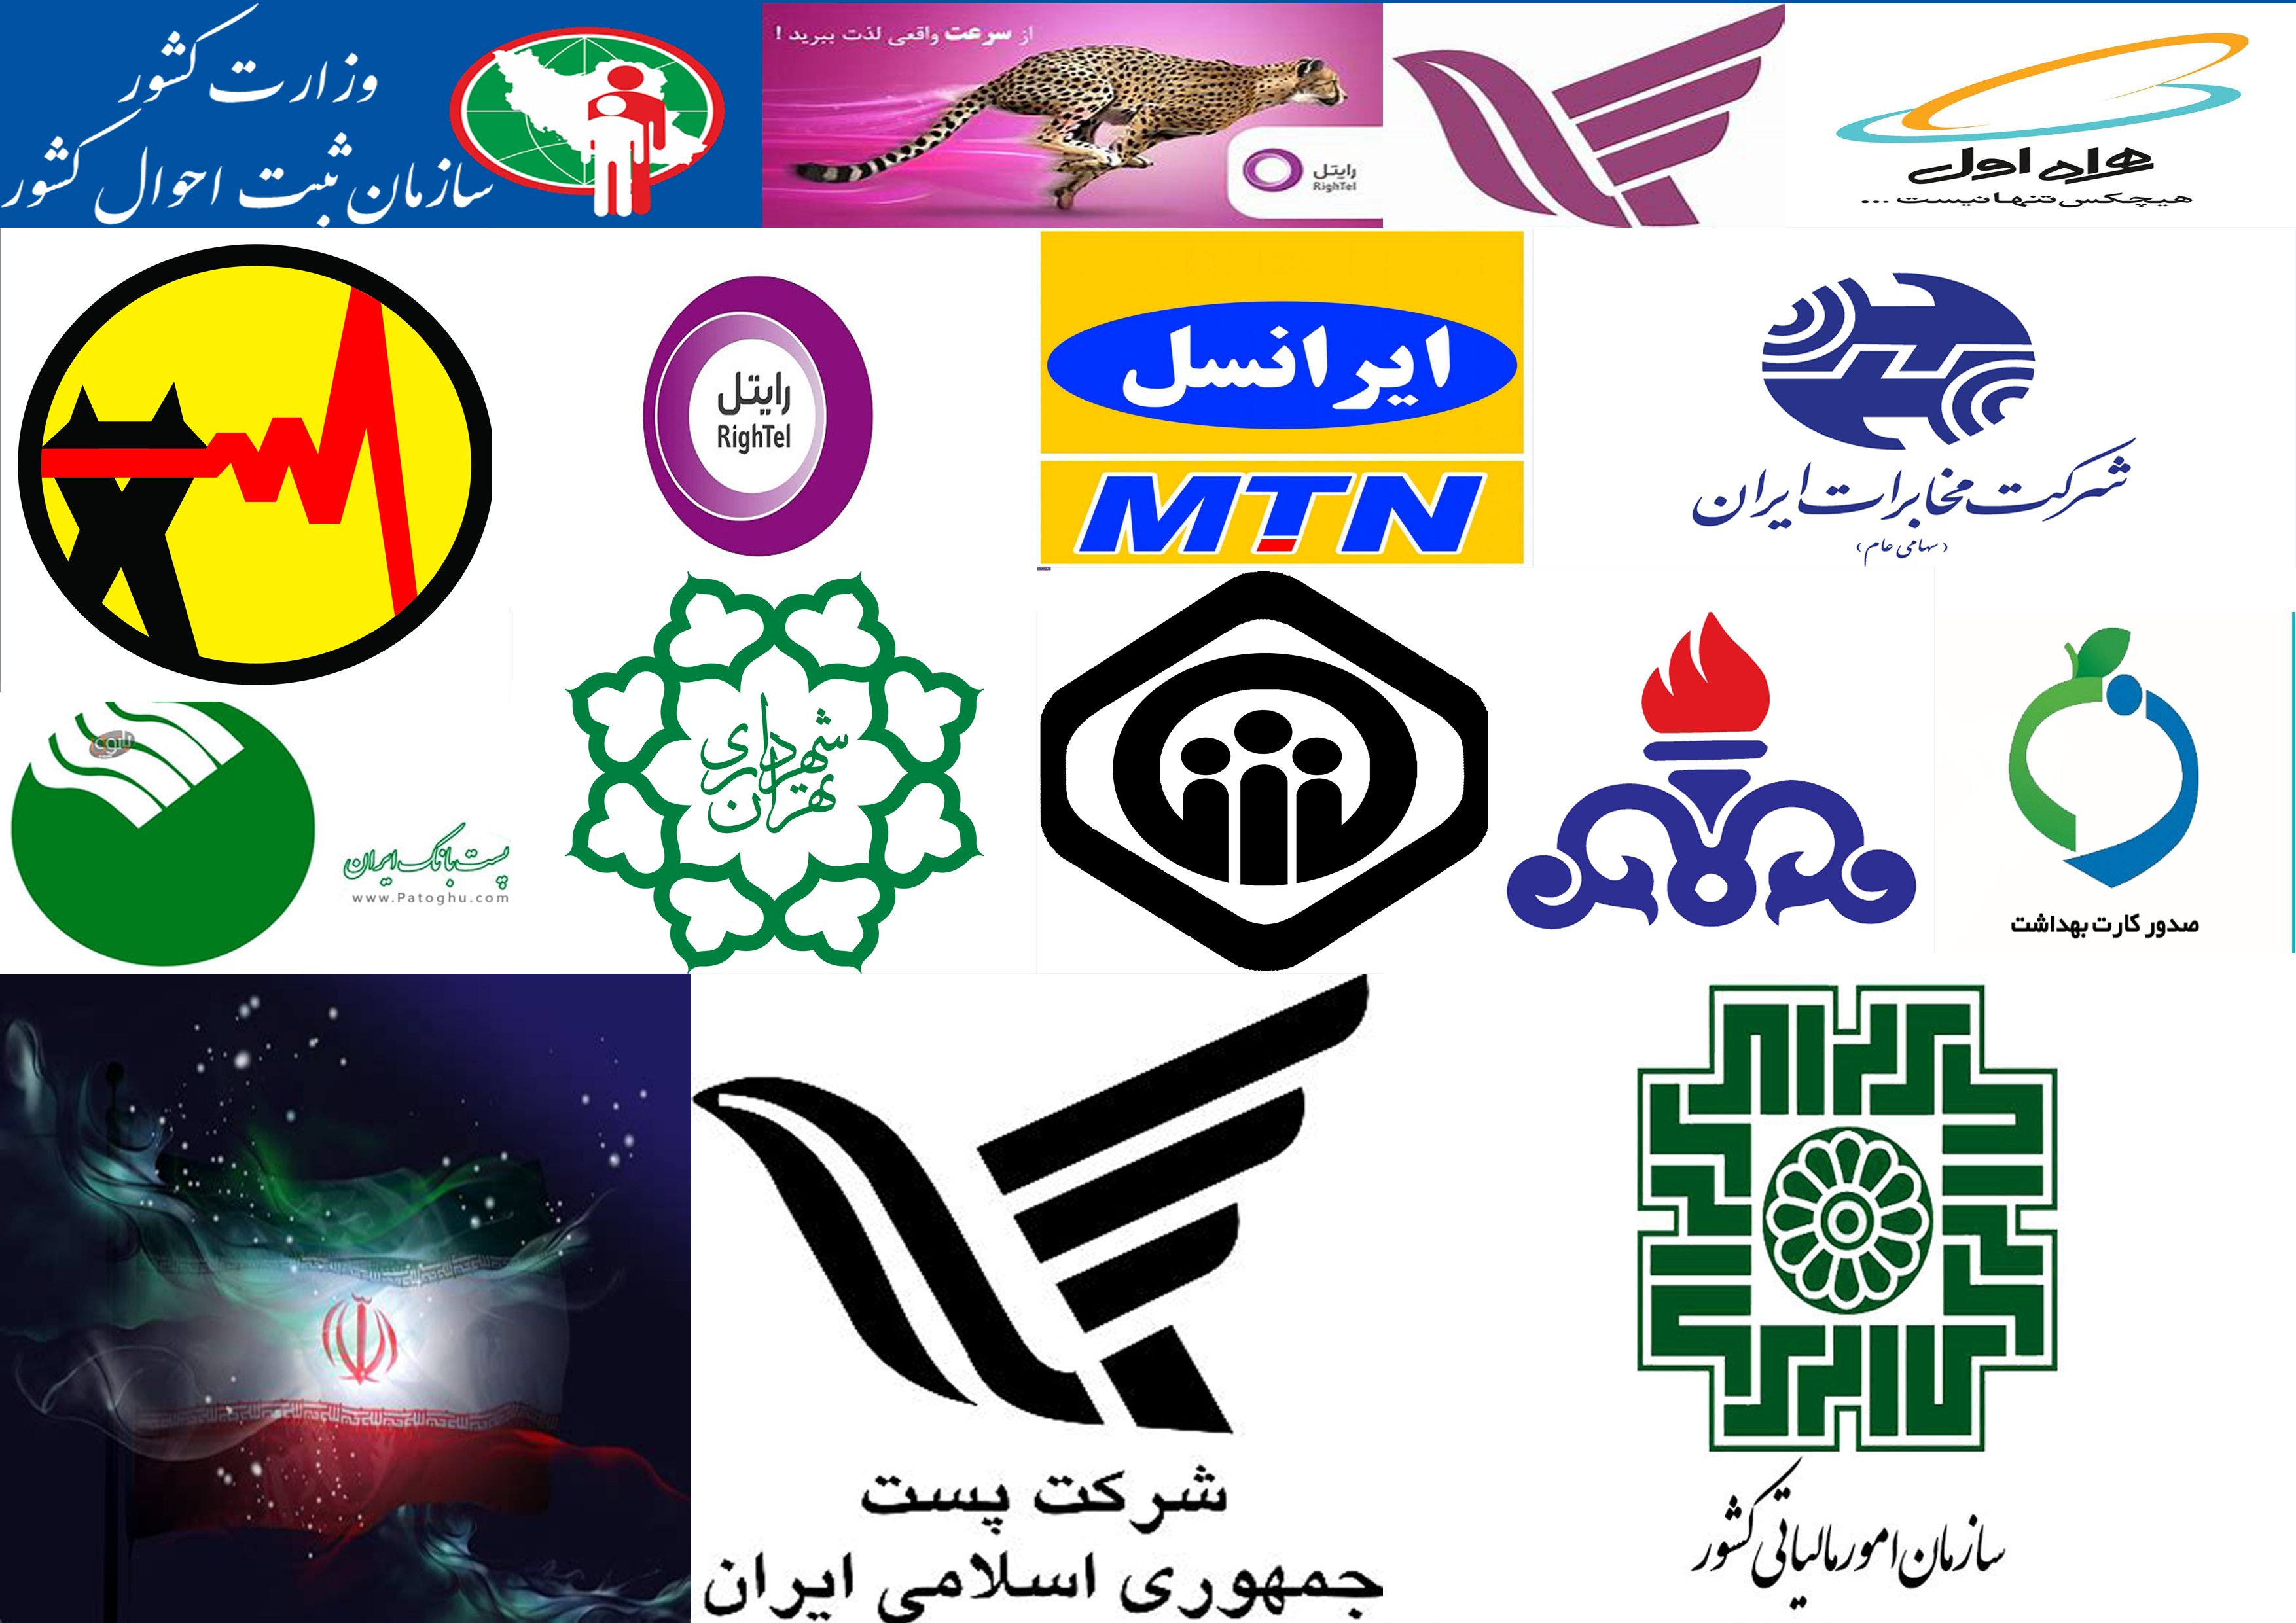 وزارت کشور
سازمان ثبت احوال کشور
از سرعت واقعی لذت ببرید !
رایتل
RighTel
همراه اول
هیچکس تنها نیست ...
رایتل
RighTel
ایرانسل
MTN
شرکت مخابرات ایران
(سهامی عام)
پست بانک ایران
www.Patoghu.com
شهرداری
تهران
صدور کارت بهداشت
شرکت پست
جمهوری اسلامی ایران
سازمان امور مالیاتی کشور